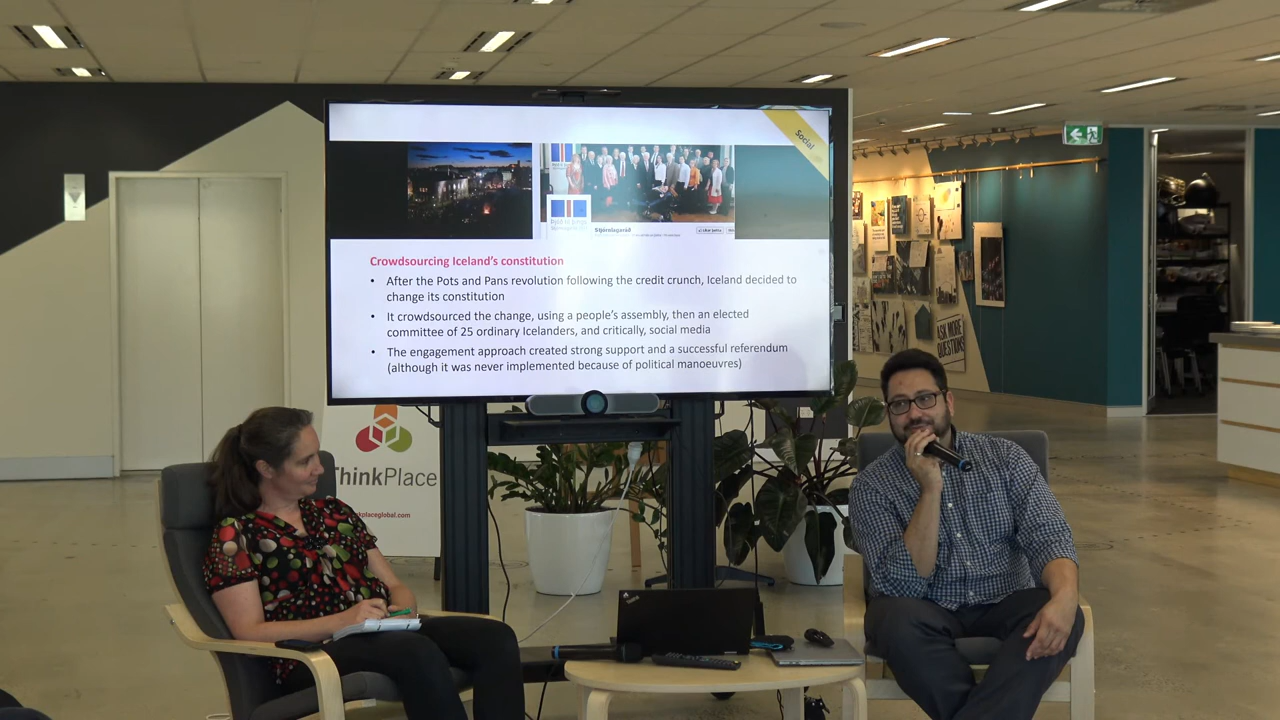 Social
Stjórnlagaráð
Crowdsourcing Iceland's constitution
• After the Pots and Pans revolution following the credit crunch, Iceland decided to
change its constitution
• It crowdsourced the change, using a people's assembly, then an elected
committee of 25 ordinary Icelanders, and critically, social media
• The engagement approach created strong support and a successful referendum
(although it was never implemented because of political manoeuvres)
ThinkPlace
nkplaceglobal.com
ASK MORE
QUESTIONS